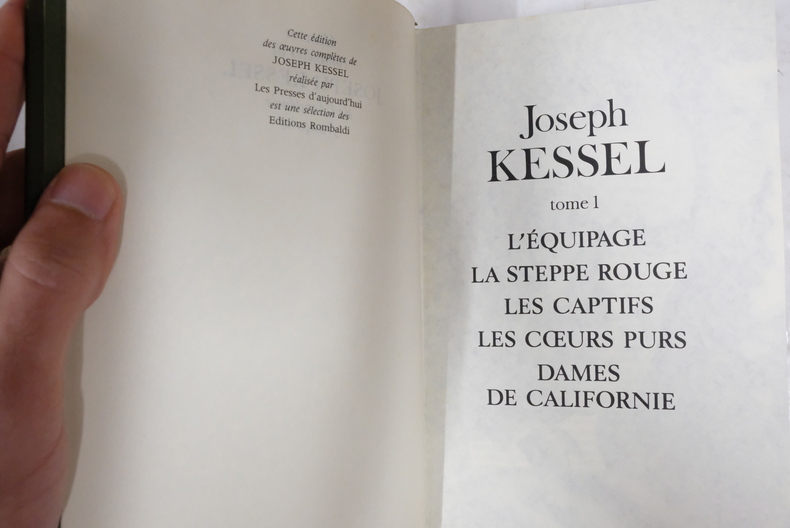 Cette édition
des œuvres complètes de
JOSEPH KESSEL
réalisée par
Les Presses d'aujourd'hui
est une sélection des
Editions Rombaldi
Joseph
KESSEL
tome 1
L'ÉQUIPAGE
LA STEPPE ROUGE
LES CAPTIFS
LES CŒURS PURS
DAMES
DE CALIFORNIE